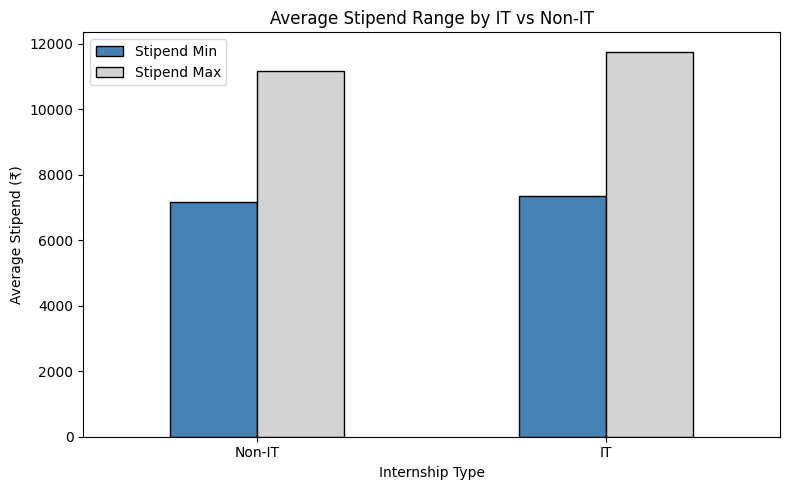 Average Stipend Range by IT vs Non-IT
Stipend Min
Stipend Max
12000
10000
8000
6000
4000
2000
0
Average Stipend (₹)
Non-IT
IT
Internship Type